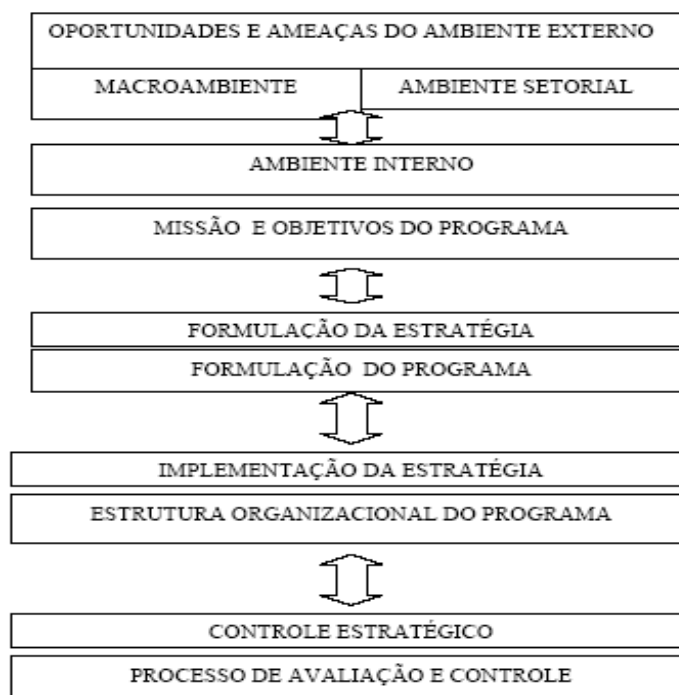 OPORTUNIDADES E AMEAÇAS DO AMBIENTE EXTERNO
MACROAMBIENTE
AMBIENTE SETORIAL
AMBIENTE INTERNO
MISSÃO E OBJETIVOS DO PROGRAMA
FORMULAÇÃO DA ESTRATÉGIA
FORMULAÇÃO DO PROGRAMA
IMPLEMENTAÇÃO DA ESTRATÉGIA
ESTRUTURA ORGANIZACIONAL DO PROGRAMA
CONTROLE ESTRATÉGICO
PROCESSO DE AVALIAÇÃO E CONTROLE